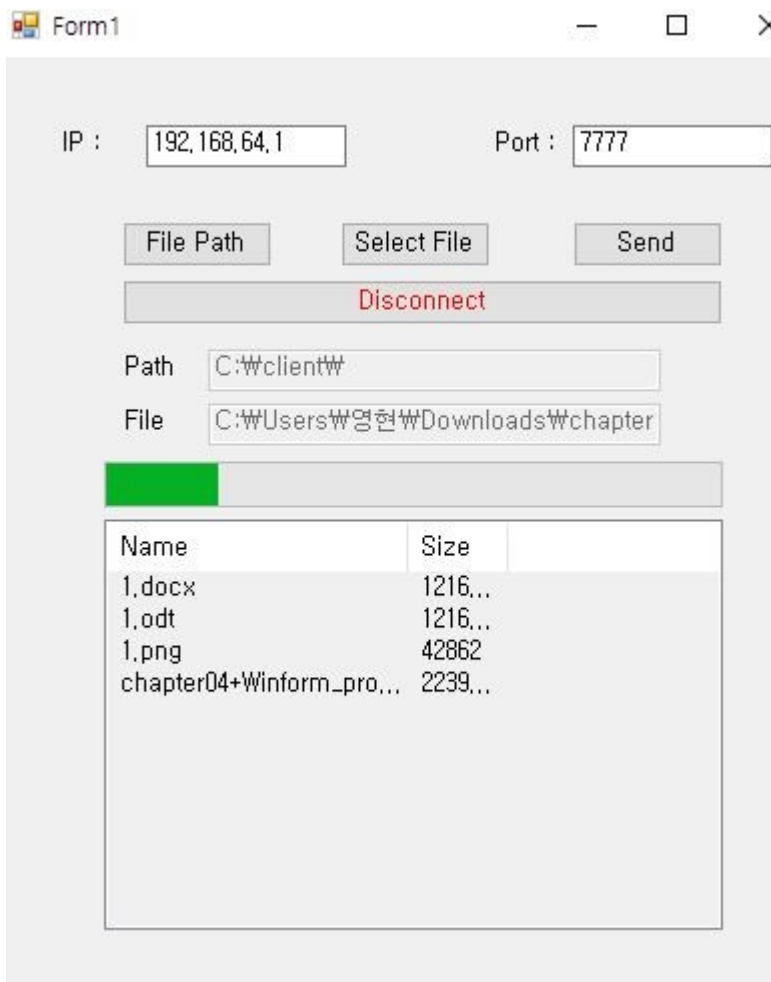 Form1
IP : 192,168,64,1 Port : 7777
File Path Select File Send
Disconnect
Path C:₩client₩
File C:₩Users₩영현₩Downloads₩chapter
Name Size
1,docx 1216,,,
1,odt 1216,,,
1,png 42862
chapter04+Winform_pro,,, 2239,,,